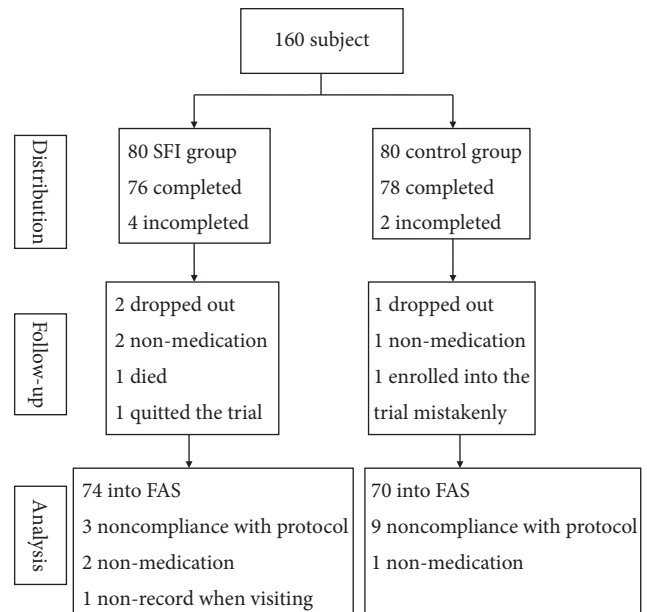 160 subject
Distribution
80 SFI group
76 completed
4 incompleted
80 control group
78 completed
2 incompleted
Follow-up
2 dropped out
2 non-medication
1 died
1 quitted the trial
1 dropped out
1 non-medication
1 enrolled into the
trial mistakenly
Analysis
74 into FAS
3 noncompliance with protocol
2 non-medication
1 non-record when visiting
70 into FAS
9 noncompliance with protocol
1 non-medication